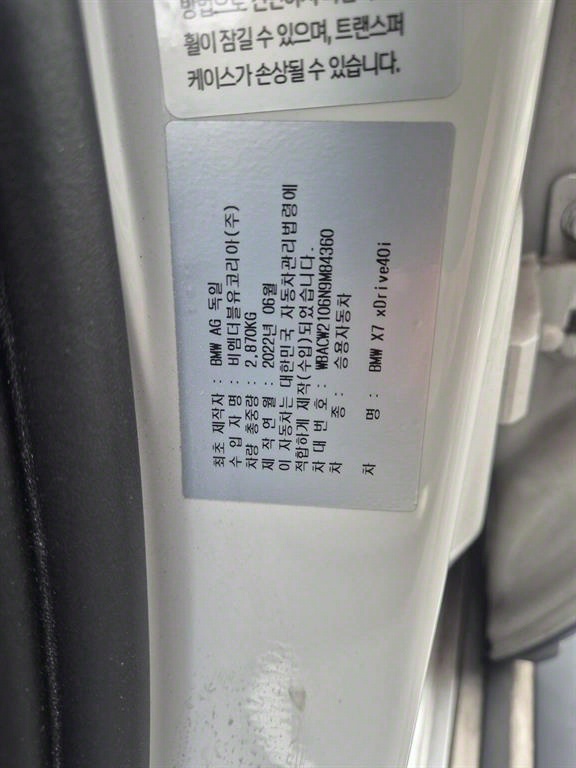 휠이 잠길 수 있으며, 트랜스퍼
케이스가 손상될 수 있습니다.
최초 제작자 : BMW AG 독일
수 입 자 명 : 비엠더블유코리아(주)
차량 총중량 : 2,870KG
제 작 연 월 : 2022년 06월
이 자동차는 대한민국 자동차관리법령에
적합하게 제작(수입)되었습니다.
차 대 번 호 : WBACW2106N9M84360
차 종 : 승용자동차
차 명 : BMW X7 xDrive40i